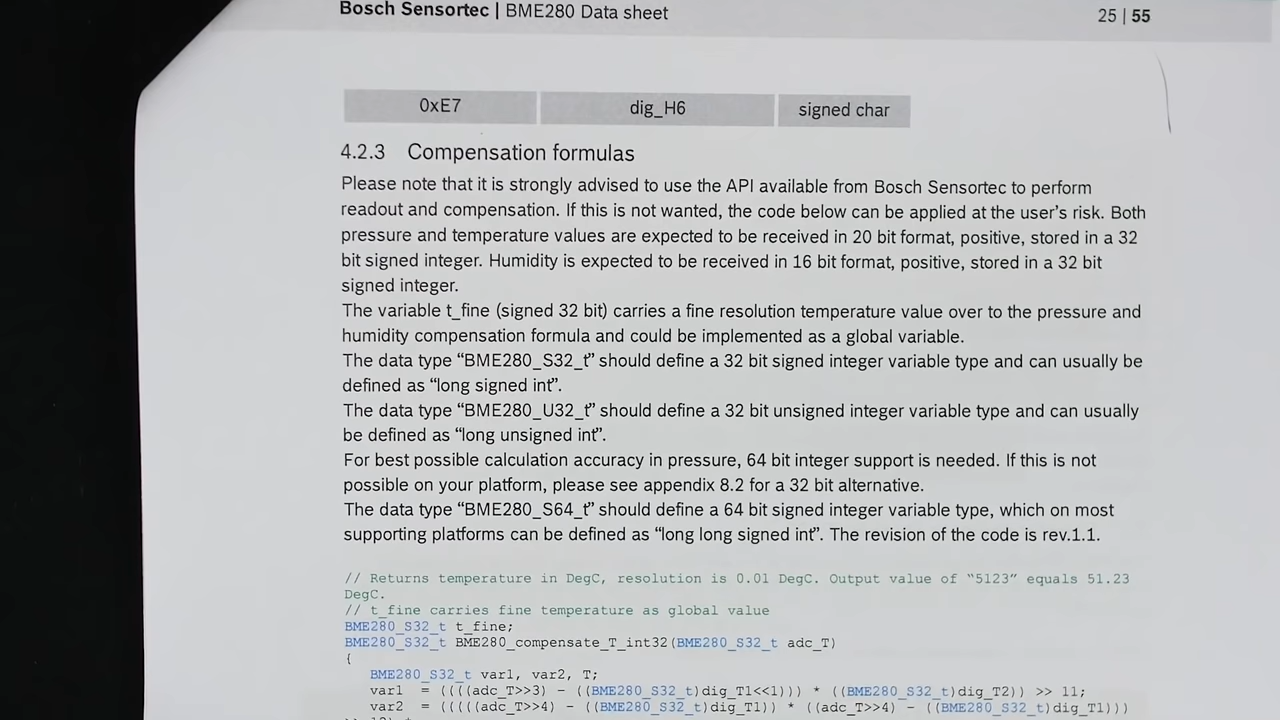 Bosch Sensortec | BME280 Data sheet 25 | 55
0xE7 dig_H6 signed char
4.2.3 Compensation formulas
Please note that it is strongly advised to use the API available from Bosch Sensortec to perform
readout and compensation. If this is not wanted, the code below can be applied at the user's risk. Both
pressure and temperature values are expected to be received in 20 bit format, positive, stored in a 32
bit signed integer. Humidity is expected to be received in 16 bit format, positive, stored in a 32 bit
signed integer.
The variable t_fine (signed 32 bit) carries a fine resolution temperature value over to the pressure and
humidity compensation formula and could be implemented as a global variable.
The data type “BME280_S32_t” should define a 32 bit signed integer variable type and can usually be
defined as “long signed int”.
The data type “BME280_U32_t” should define a 32 bit unsigned integer variable type and can usually
be defined as “long unsigned int”.
For best possible calculation accuracy in pressure, 64 bit integer support is needed. If this is not
possible on your platform, please see appendix 8.2 for a 32 bit alternative.
The data type “BME280_S64_t” should define a 64 bit signed integer variable type, which on most
supporting platforms can be defined as “long long signed int”. The revision of the code is rev.1.1.
// Returns temperature in DegC, resolution is 0.01 DegC. Output value of “5123” equals 51.23
DegC.
// t_fine carries fine temperature as global value
BME280_S32_t t_fine;
BME280_S32_t BME280_compensate_T_int32(BME280_S32_t adc_T)
{
BME280_S32_t var1, var2, T;
var1 = ((((adc_T>>3) – ((BME280_S32_t)dig_T1<<1))) * ((BME280_S32_t)dig_T2)) >> 11;
var2 = (((((adc_T>>4) – ((BME280_S32_t)dig_T1)) * ((adc_T>>4) – ((BME280_S32_t)dig_T1)))